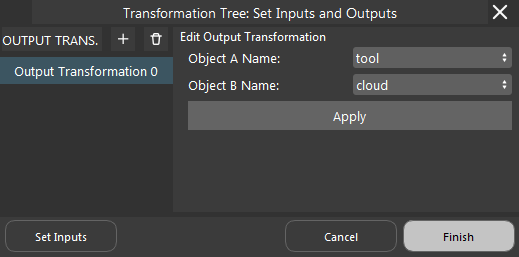 Transformation Tree: Set Inputs and Outputs
OUTPUT TRANS.
Output Transformation 0
Edit Output Transformation
Object A Name: tool
Object B Name: cloud
Apply
Set Inputs Cancel Finish